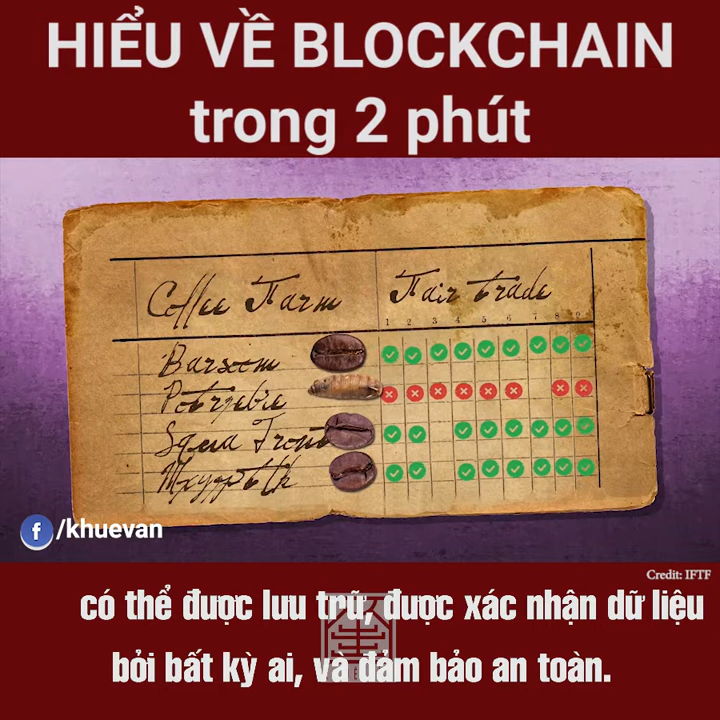 HIỂU VỀ BLOCKCHAIN
trong 2 phút
Coffee Farm Fair trade
1 2 3 4 5 6 7 8 9
Barseem
f /khuevan
Credit: IFTF
có thể được lưu trữ, được xác nhận dữ liệu
bởi bất kỳ ai, và đảm bảo an toàn.